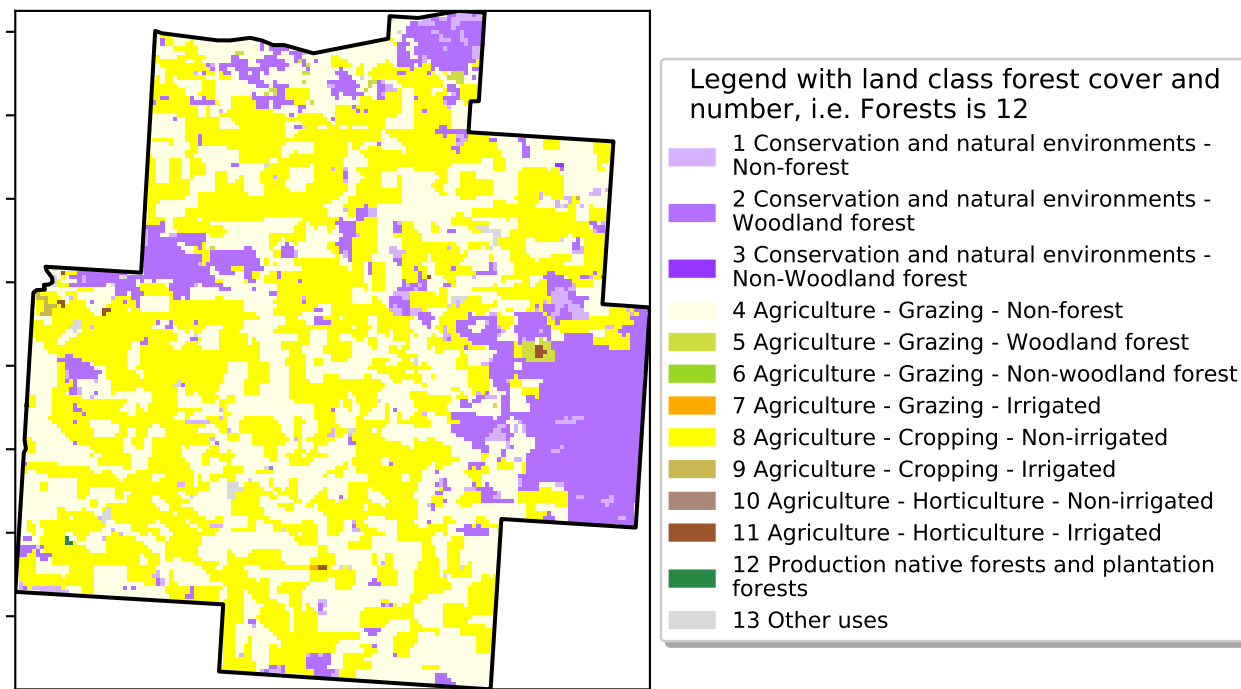 Legend with land class forest cover and
number, i.e. Forests is 12
1 Conservation and natural environments -
Non-forest
2 Conservation and natural environments -
Woodland forest
3 Conservation and natural environments -
Non-Woodland forest
4 Agriculture - Grazing - Non-forest
5 Agriculture - Grazing - Woodland forest
6 Agriculture - Grazing - Non-woodland forest
7 Agriculture - Grazing - Irrigated
8 Agriculture - Cropping - Non-irrigated
9 Agriculture - Cropping - Irrigated
10 Agriculture - Horticulture - Non-irrigated
11 Agriculture - Horticulture - Irrigated
12 Production native forests and plantation
forests
13 Other uses